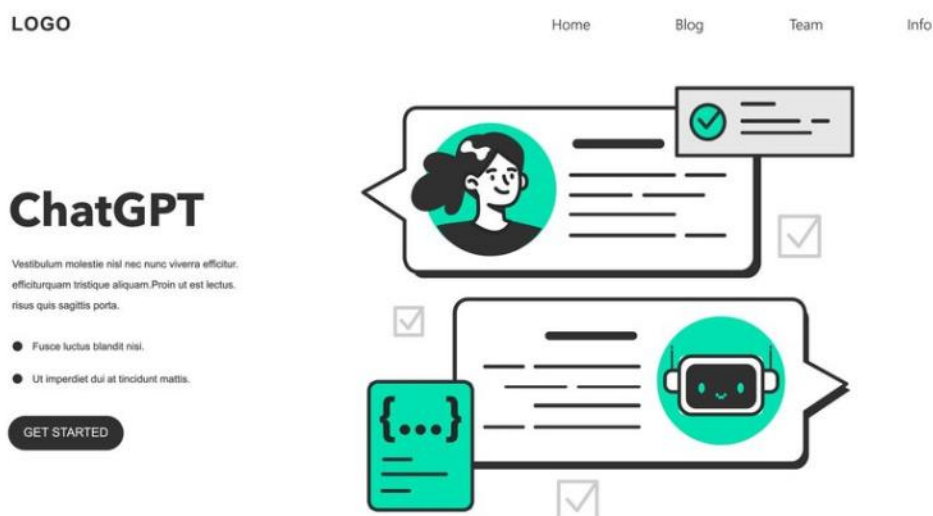 LOGO
Home Blog Team Info
ChatGPT
Vestibulum molestie nisl nec nunc viverra efficitur.
efficiturquam tristique aliquam.Proin ut est lectus.
risus quis sagittis porta.
Fusce luctus blandit nisi.
Ut imperdiet dui at tincidunt mattis.
GET STARTED
{...}